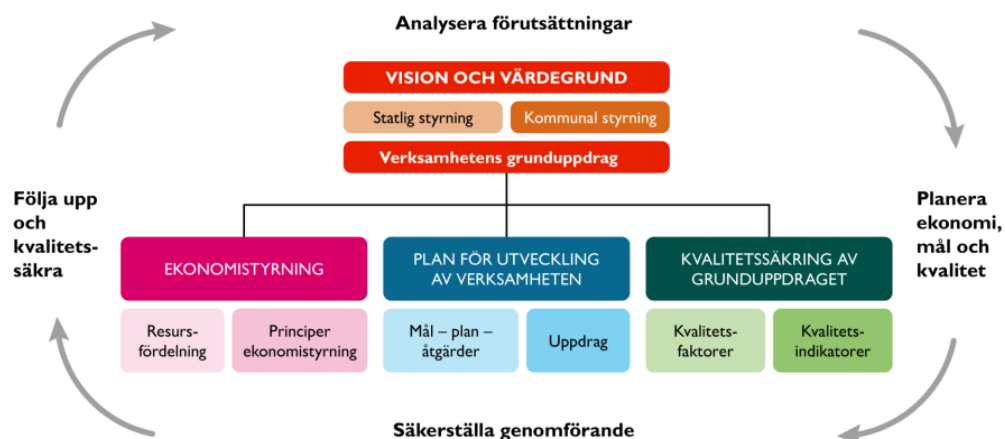 Analysera förutsättningar
VISION OCH VÄRDEGRUND
Statlig styrning
Kommunal styrning
Verksamhetens grunduppdrag
Följa upp
och
kvalitets-
säkra
Planera
ekonomi,
mål och
kvalitet
EKONOMISTYRNING
PLAN FÖR UTVECKLING
AV VERKSAMHETEN
KVALITETSSÄKRING AV
GRUNDUPPDRAGET
Resurs-
fördelning
Principer
ekonomistyrning
Mål – plan –
åtgärder
Uppdrag
Kvalitets-
faktorer
Kvalitets-
indikatorer
Säkerställa genomförande